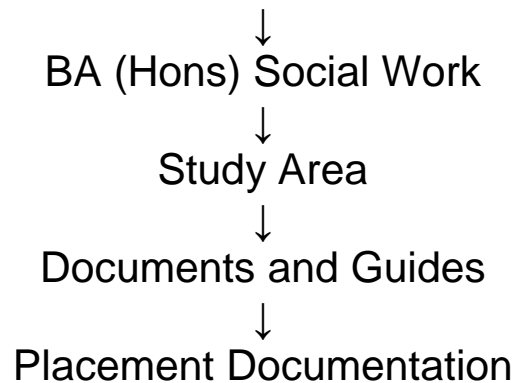 ↓
BA (Hons) Social Work
↓
Study Area
↓
Documents and Guides
↓
Placement Documentation